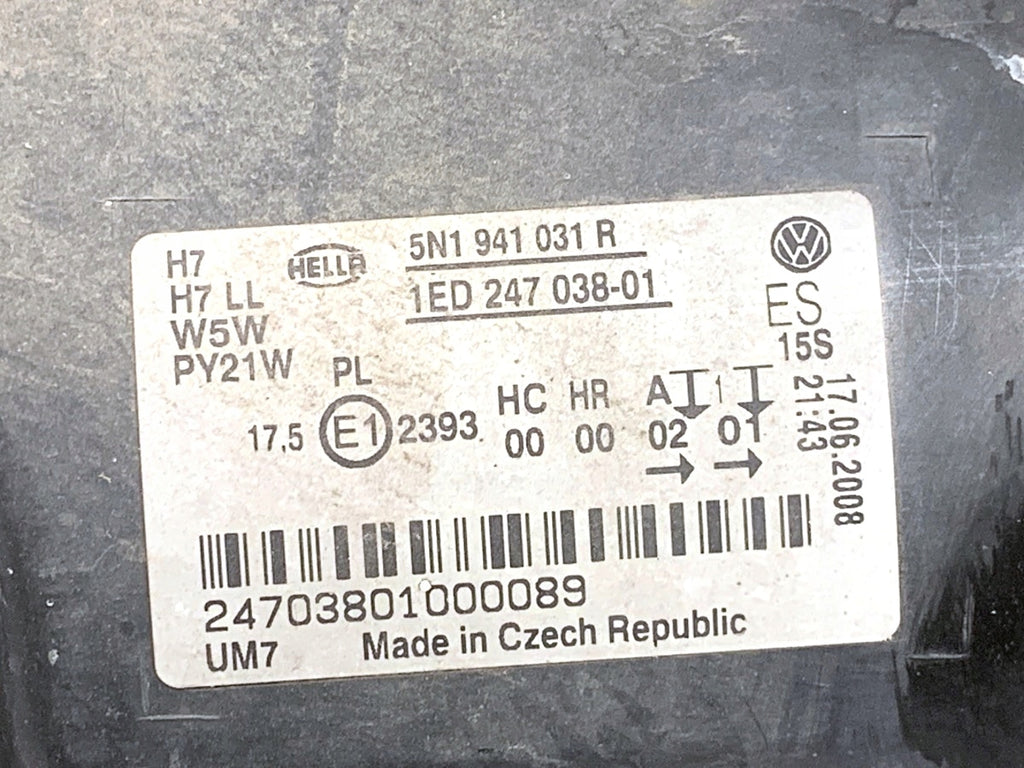 H7
H7 LL
W5W
PY21W
HELLA
5N1 941 031 R
1ED 247 038-01
ES
15S
PL
17,5 E1 2393
HC HR A 1
00 00 02 01
17.06.2008
21:43
24703801000089
UM7 Made in Czech Republic